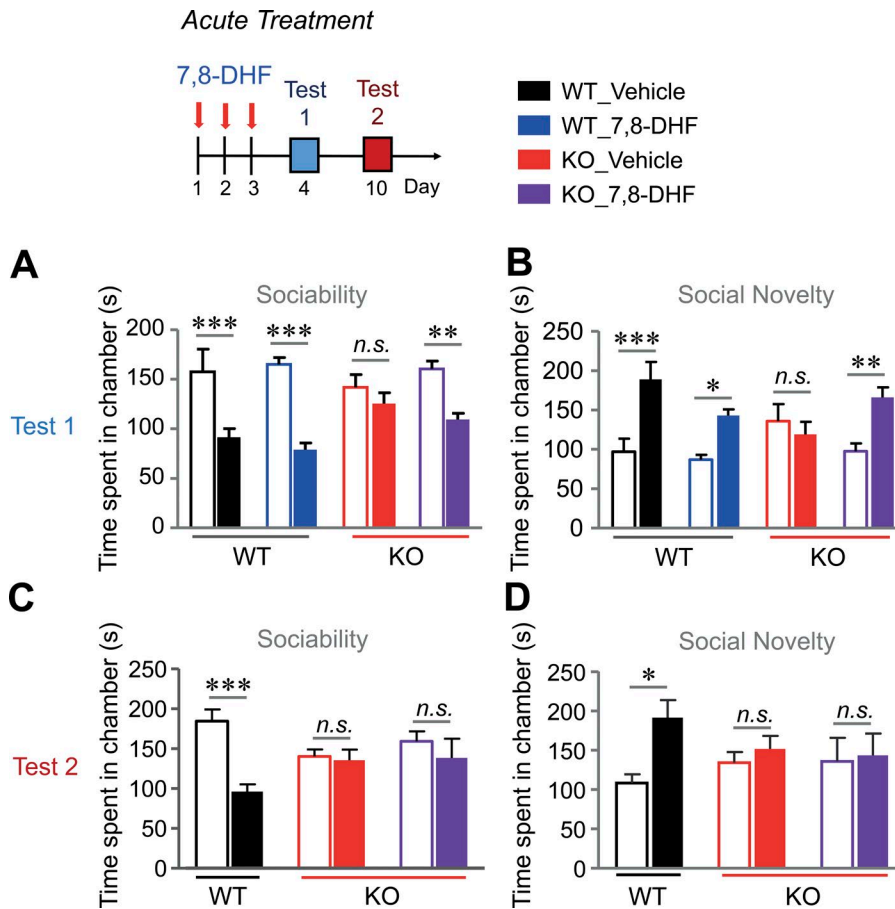 Acute Treatment
7,8-DHF
Test
1
Test
2
1 2 3 4 10 Day
WT_Vehicle
WT_7,8-DHF
KO_Vehicle
KO_7,8-DHF
A
Sociability
Time spent in chamber (s)
200
150
100
50
0
***
***
n.s.
**
WT
KO
B
Social Novelty
Time spent in chamber (s)
250
200
150
100
50
0
***
*
n.s.
**
WT
KO
Test 1
C
Sociability
Time spent in chamber (s)
250
200
150
100
50
0
***
n.s.
n.s.
WT
KO
D
Social Novelty
Time spent in chamber (s)
250
200
150
100
50
0
*
n.s.
n.s.
WT
KO
Test 2